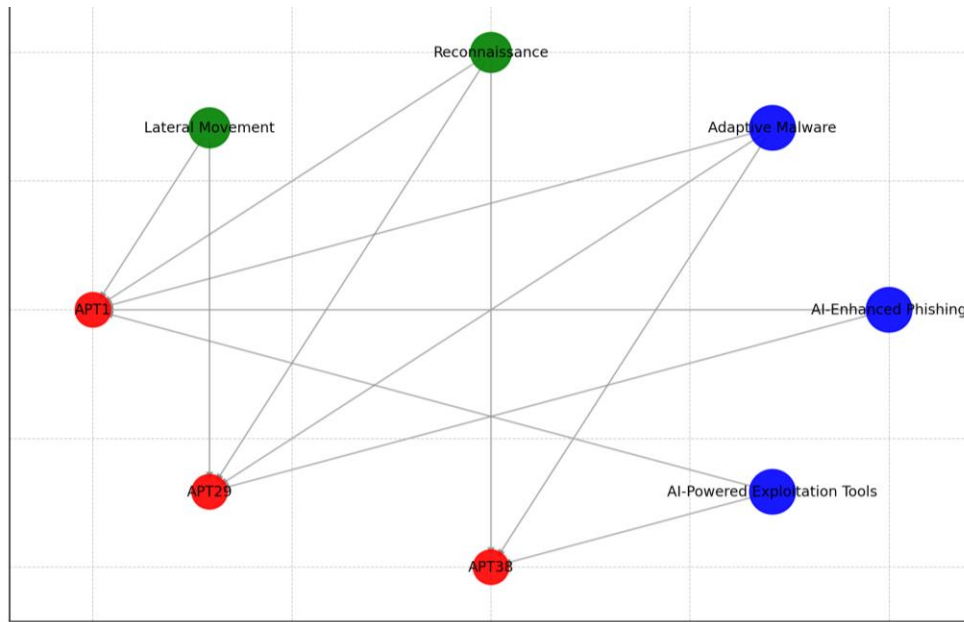 Reconnaissance
Lateral Movement
Adaptive Malware
APT1
AI-Enhanced Phishing
APT29
AI-Powered Exploitation Tools
APT38